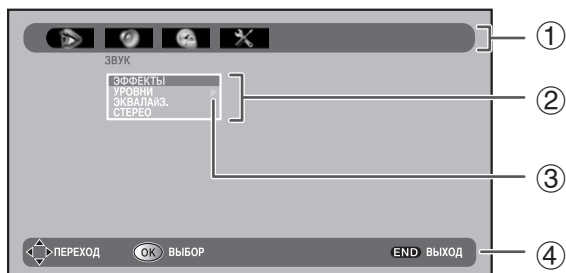 ЗВУК
①
ЭФФЕКТЫ
УРОВНИ
ЭКВАЛАйЗ.
СТЕРЕО
②
③
ПЕРЕХОД OK ВЫБОР END ВЫХОД
④